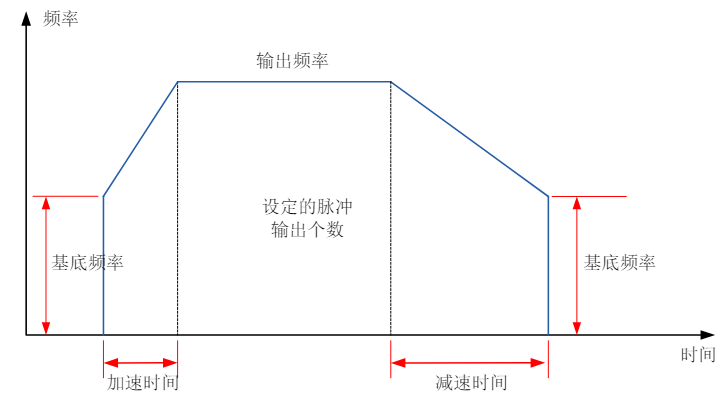 频率
输出频率
设定的脉冲
输出个数
基底频率
基底频率
时间
加速时间
减速时间